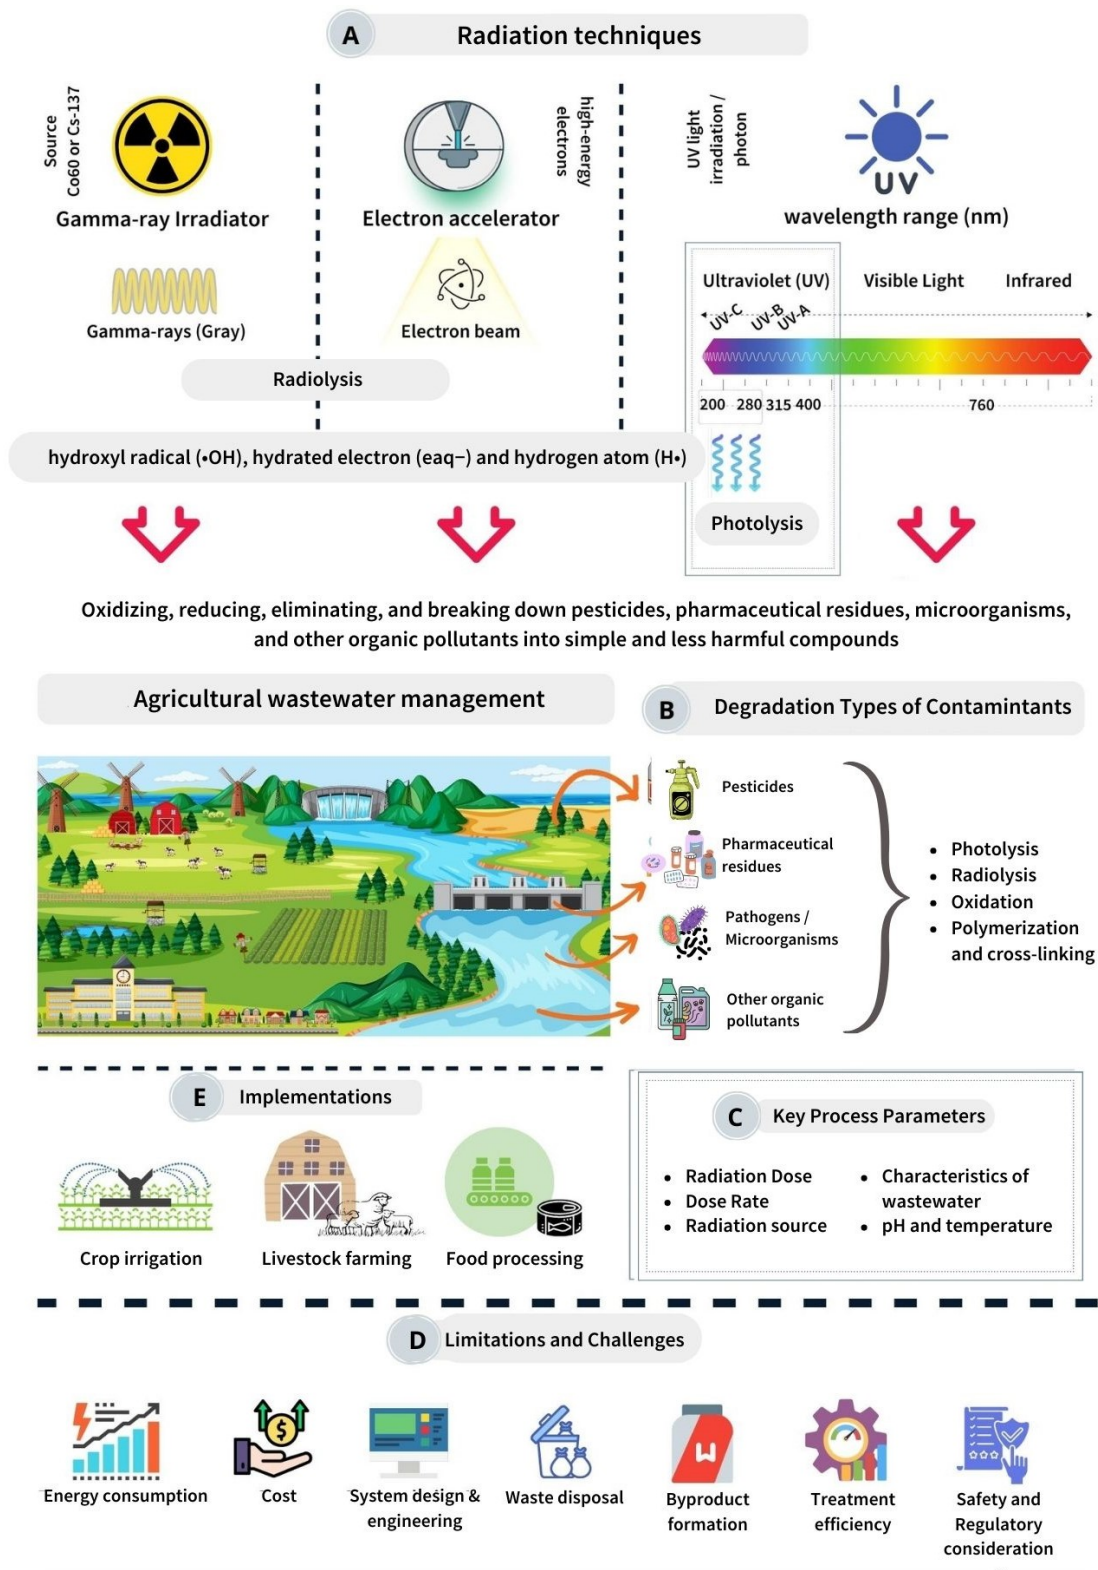 A
Radiation techniques
Source
Co60 or Cs-137
Gamma-ray Irradiator
Gamma-rays (Gray)
high-energy
electrons
Electron accelerator
Electron beam
Radiolysis
UV light
irradiation /
photon
UV
wavelength range (nm)
Ultraviolet (UV) Visible Light Infrared
UV-C UV-B UV-A
200 280 315 400 760
hydroxyl radical (•OH), hydrated electron (eaq−) and hydrogen atom (H•)
Photolysis
Oxidizing, reducing, eliminating, and breaking down pesticides, pharmaceutical residues, microorganisms,
and other organic pollutants into simple and less harmful compounds
Agricultural wastewater management
B
Degradation Types of Contamintants
Pesticides
Pharmaceutical
residues
Pathogens /
Microorganisms
Other organic
pollutants
• Photolysis
• Radiolysis
• Oxidation
• Polymerization
and cross-linking
E
Implementations
Crop irrigation
Livestock farming
Food processing
C
Key Process Parameters
• Radiation Dose
• Dose Rate
• Radiation source
• Characteristics of
wastewater
• pH and temperature
D
Limitations and Challenges
Energy consumption
Cost
System design &
engineering
Waste disposal
Byproduct
formation
Treatment
efficiency
Safety and
Regulatory
consideration